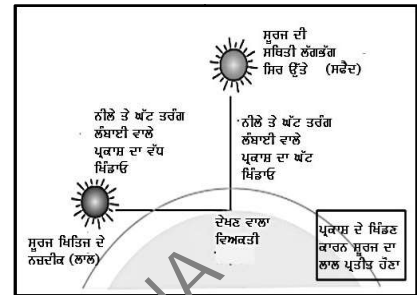 ਸੂਰਜ ਦੀ
ਸਥਿਤੀ ਲੱਗਭੱਗ
ਸਿਰ ਉੱਤੇ (ਸਫੈਦ)
ਨੀਲੇ ਤੇ ਘੱਟ ਤਰੰਗ
ਲੰਬਾਈ ਵਾਲੇ
ਪ੍ਰਕਾਸ਼ ਦਾ ਵੱਧ
ਖਿੰਡਾਓ
ਨੀਲੇ ਤੇ ਘੱਟ ਤਰੰਗ
ਲੰਬਾਈ ਵਾਲੇ
ਪ੍ਰਕਾਸ਼ ਦਾ ਘੱਟ
ਖਿੰਡਾਓ
ਸੂਰਜ ਖਿਤਿਜ ਦੇ
ਨਜ਼ਦੀਕ (ਲਾਲ)
ਦੇਖਣ ਵਾਲਾ
ਵਿਅਕਤੀ
ਪ੍ਰਕਾਸ਼ ਦੇ ਖਿੰਡਣ
ਕਾਰਨ ਸੂਰਜ ਦਾ
ਲਾਲ ਪ੍ਰਤੀਤ ਹੋਣਾ